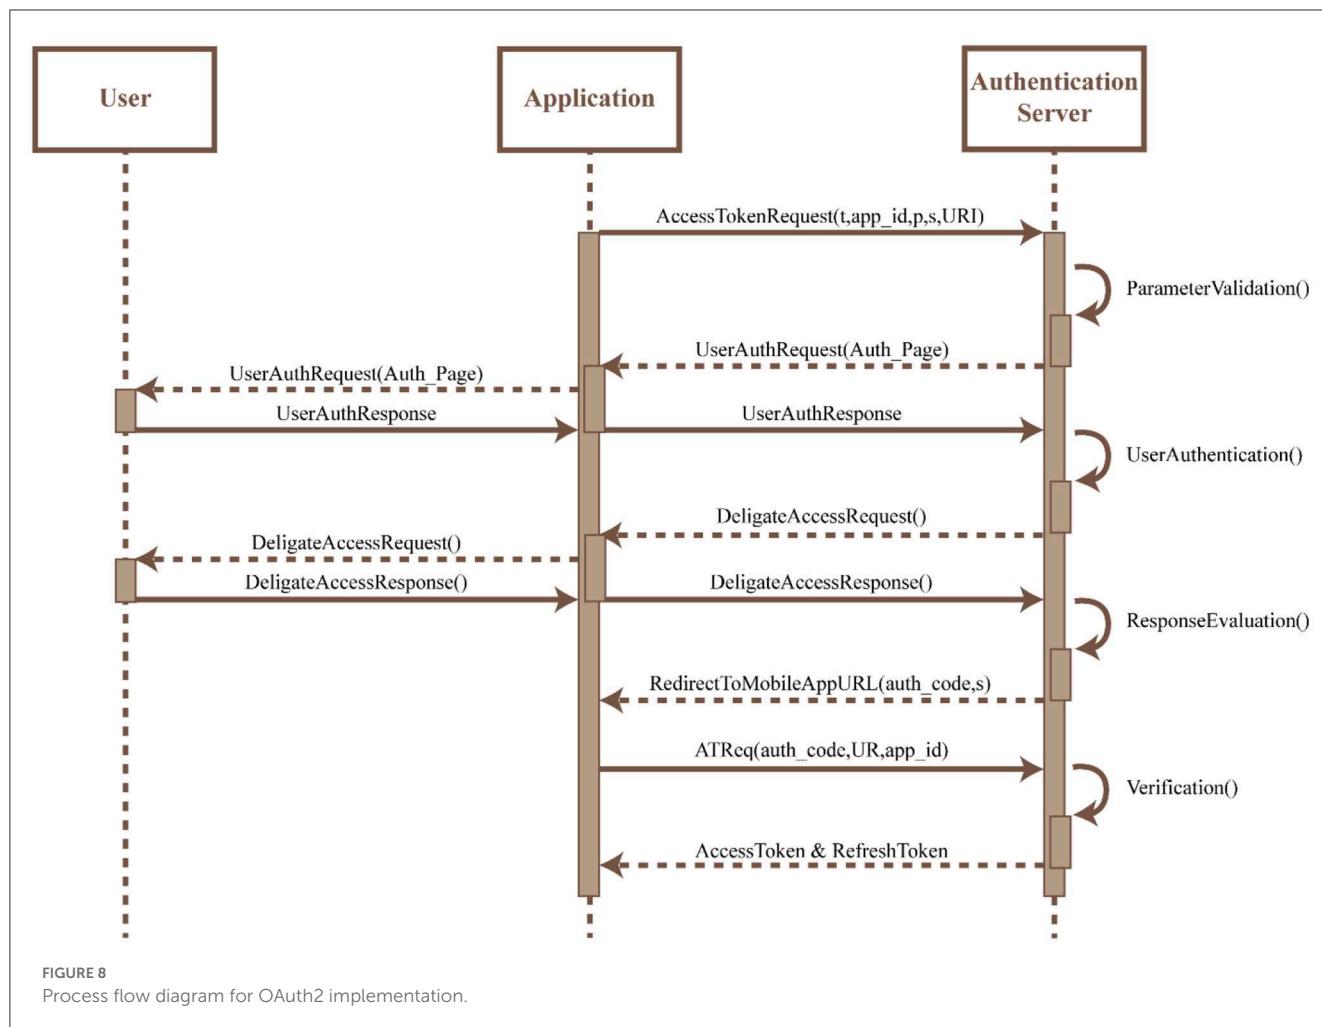 User
Application
Authentication
Server
AccessTokenRequest(t,app_id,p,s,URI)
ParameterValidation()
UserAuthRequest(Auth_Page)
UserAuthRequest(Auth_Page)
UserAuthResponse
UserAuthResponse
UserAuthentication()
DeligateAccessRequest()
DeligateAccessRequest()
DeligateAccessResponse()
DeligateAccessResponse()
ResponseEvaluation()
RedirectToMobileAppURL(auth_code,s)
ATReq(auth_code,UR,app_id)
Verification()
AccessToken & RefreshToken
FIGURE 8
Process flow diagram for OAuth2 implementation.